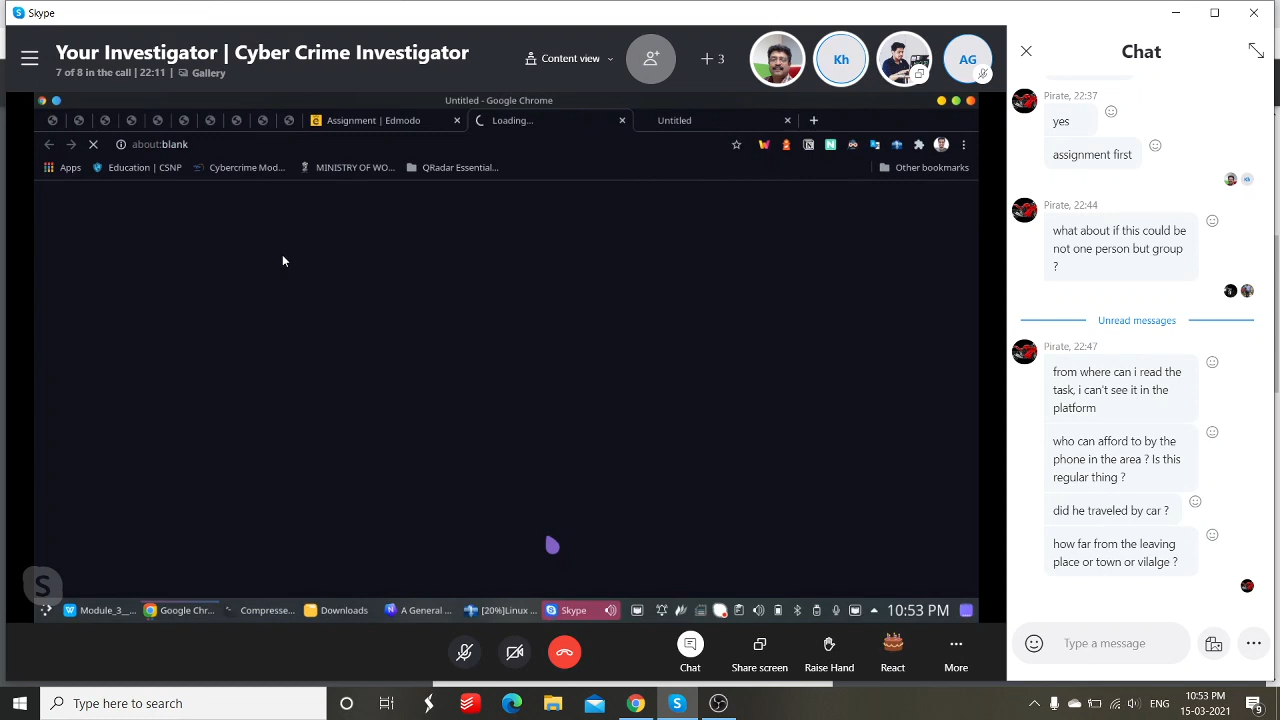 Skype
Your Investigator | Cyber Crime Investigator
7 of 8 in the call | 22:11 | Gallery
Content view
+ 3
Kh
AG
Chat
Untitled - Google Chrome
Assignment | Edmodo
Loading...
Untitled
about:blank
Apps
Education | CSNP
Cybercrime Mod...
MINISTRY OF WO...
QRadar Essential...
Other bookmarks
Pirate, 22:37
yes
assignment first
Pirate, 22:44
what about if this could be
not one person but group
?
Unread messages
Pirate, 22:47
from where can i read the
task, i can't see it in the
platform
who can afford to by the
phone in the area ? Is this
regular thing ?
did he traveled by car ?
how far from the leaving
place or town or vilalge ?
Module_3__...
Google Chr...
Compresse...
Downloads
A General ...
[20%]Linux ...
Skype
10:53 PM
Chat
Share screen
Raise Hand
React
More
Type a message
Type here to search
ENG
10:53 PM
15-03-2021